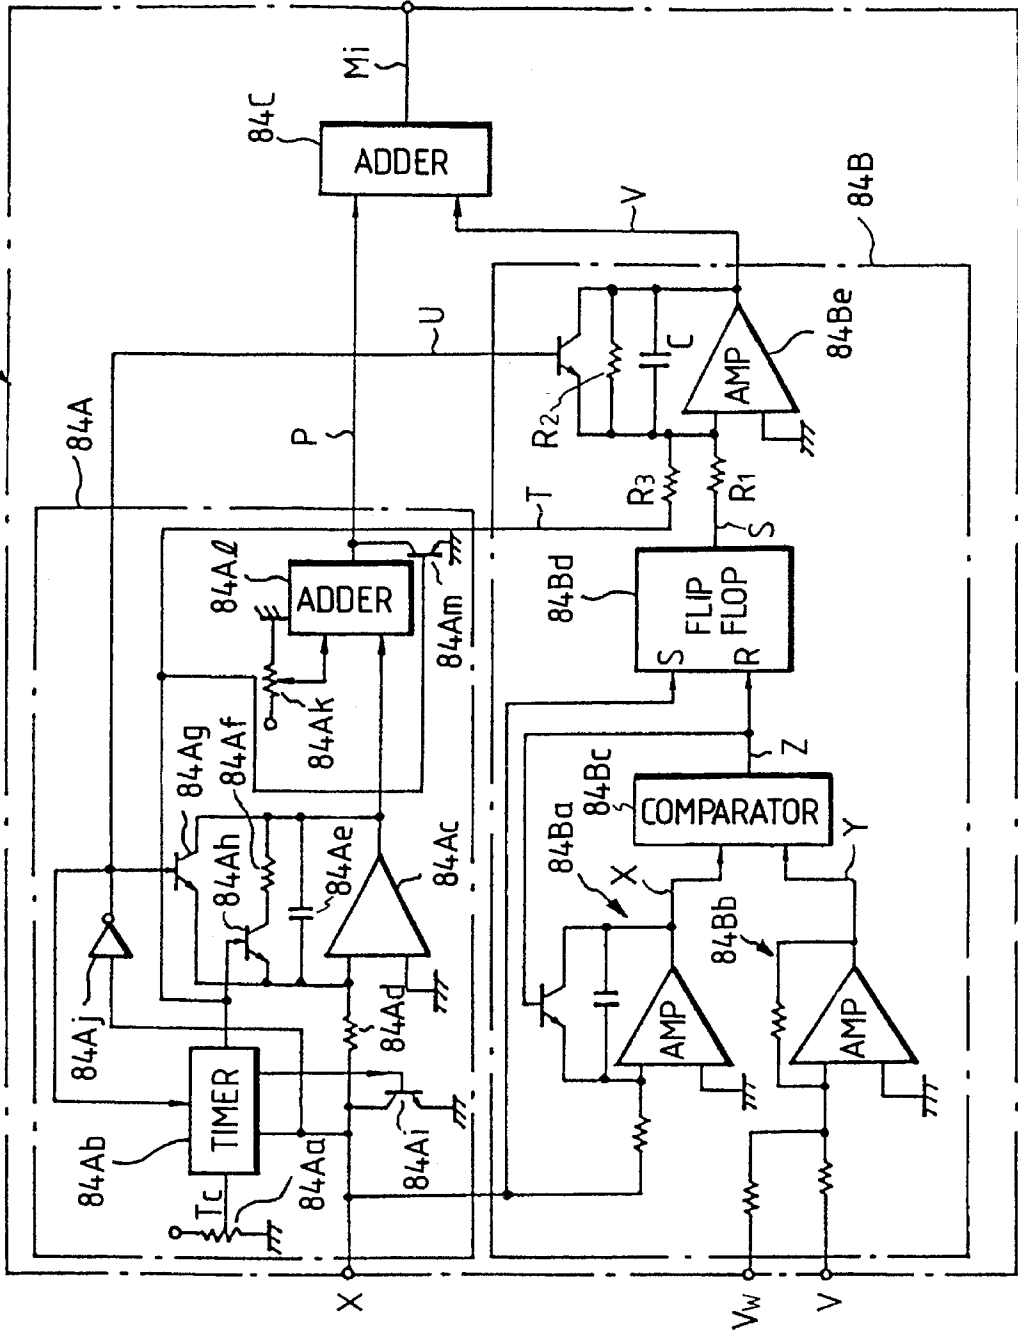 Mi
84C
ADDER
V
84B
U
P
84A
84Aℓ
ADDER
84Am
84Ak
84Ag
84Af
84Ah
84Ae
84Ac
84Ad
84Aj
84Ab
TIMER
84Ai
84Aa
Tc
X
R2
C
AMP
84Be
R3
R1
T
S
84Bd
FLIP
FLOP
S
R
Z
84Bc
COMPARATOR
84Ba
X
Y
84Bb
AMP
AMP
Vw
V